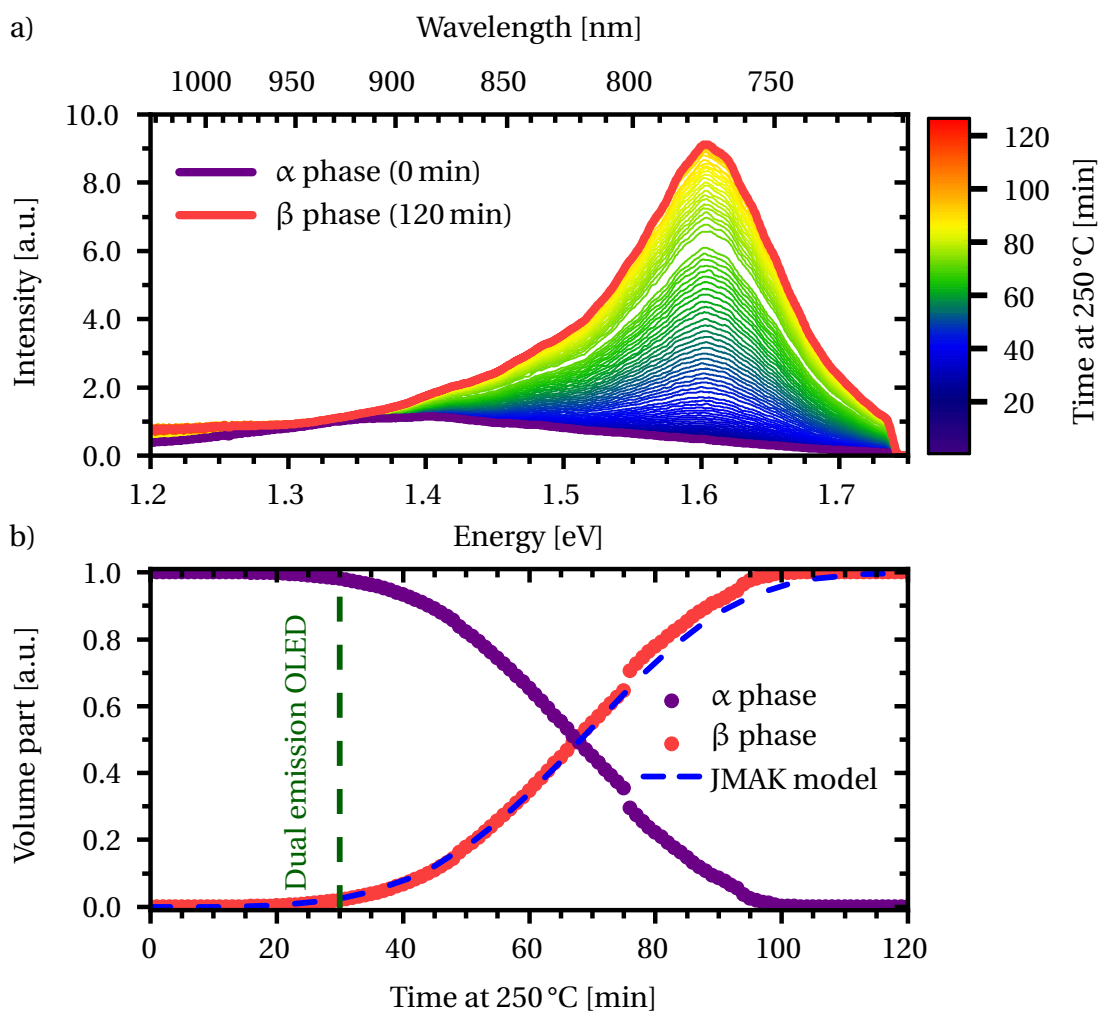 a)
Wavelength [nm]
1000 950 900 850 800 750
10.0
8.0
6.0
4.0
2.0
0.0
Intensity [a.u.]
α phase (0 min)
β phase (120 min)
1.2 1.3 1.4 1.5 1.6 1.7
Energy [eV]
120
100
80
60
40
20
Time at 250 °C [min]
b)
1.0
0.8
0.6
0.4
0.2
0.0
Volume part [a.u.]
Dual emission OLED
α phase
β phase
JMAK model
0 20 40 60 80 100 120
Time at 250 °C [min]